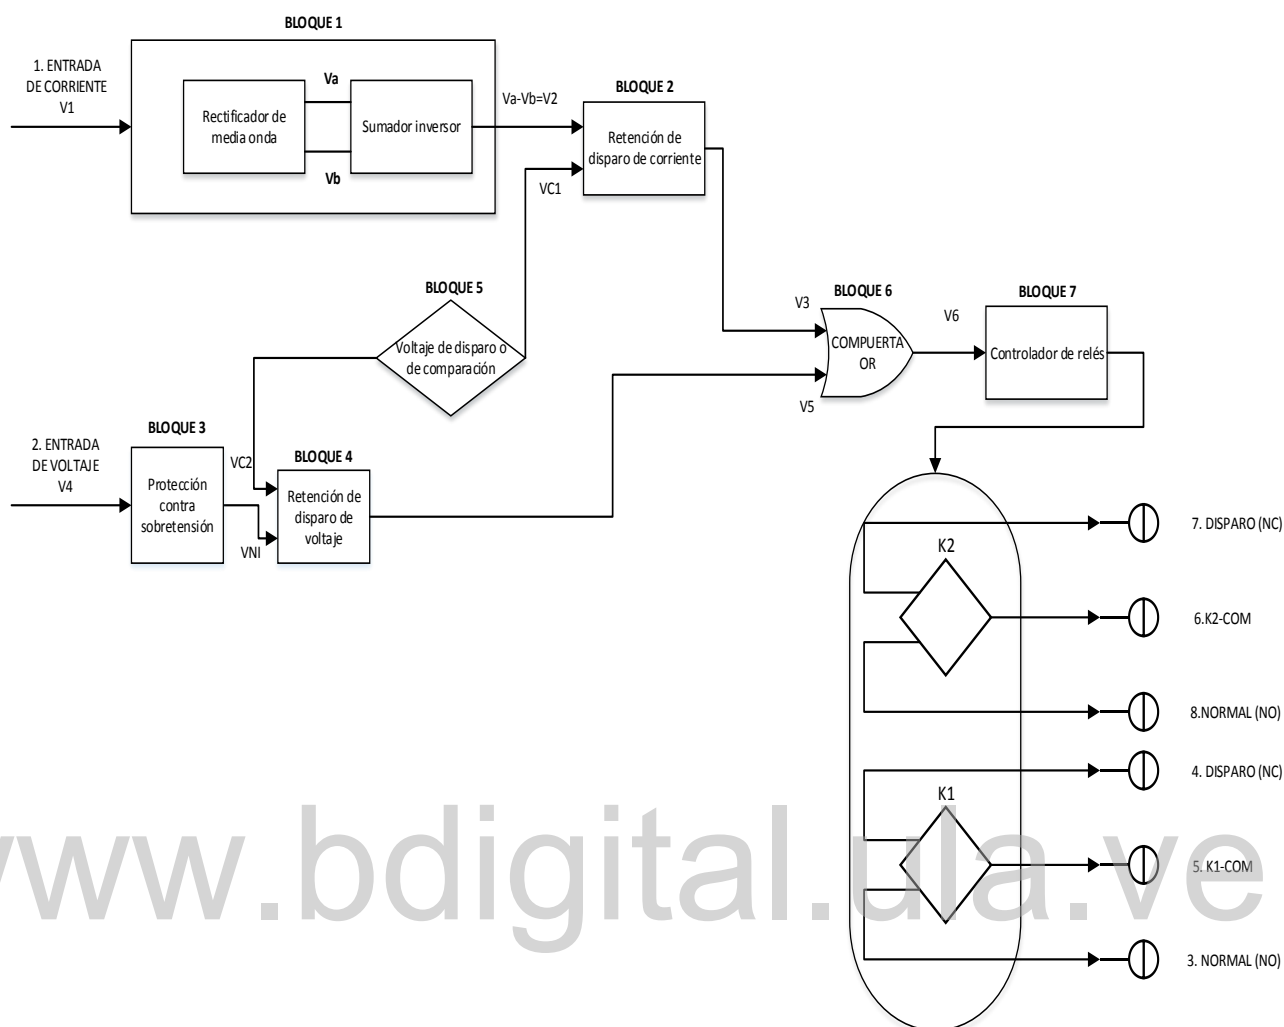 BLOQUE 1
1. ENTRADA
DE CORRIENTE
V1
Rectificador de
media onda
Va
Vb
Sumador inversor
Va-Vb=V2
BLOQUE 2
Retención de
disparo de corriente
VC1
BLOQUE 5
Voltaje de disparo o
de comparación
V3
BLOQUE 6
COMPUERTA
OR
V5
V6
BLOQUE 7
Controlador de relés
2. ENTRADA
DE VOLTAJE
V4
BLOQUE 3
Protección
contra
sobretensión
VC2
VNI
BLOQUE 4
Retención de
disparo de
voltaje
7. DISPARO (NC)
K2
6.K2-COM
8.NORMAL (NO)
4. DISPARO (NC)
K1
5. K1-COM
3. NORMAL (NO)
www.bdigital.ula.ve